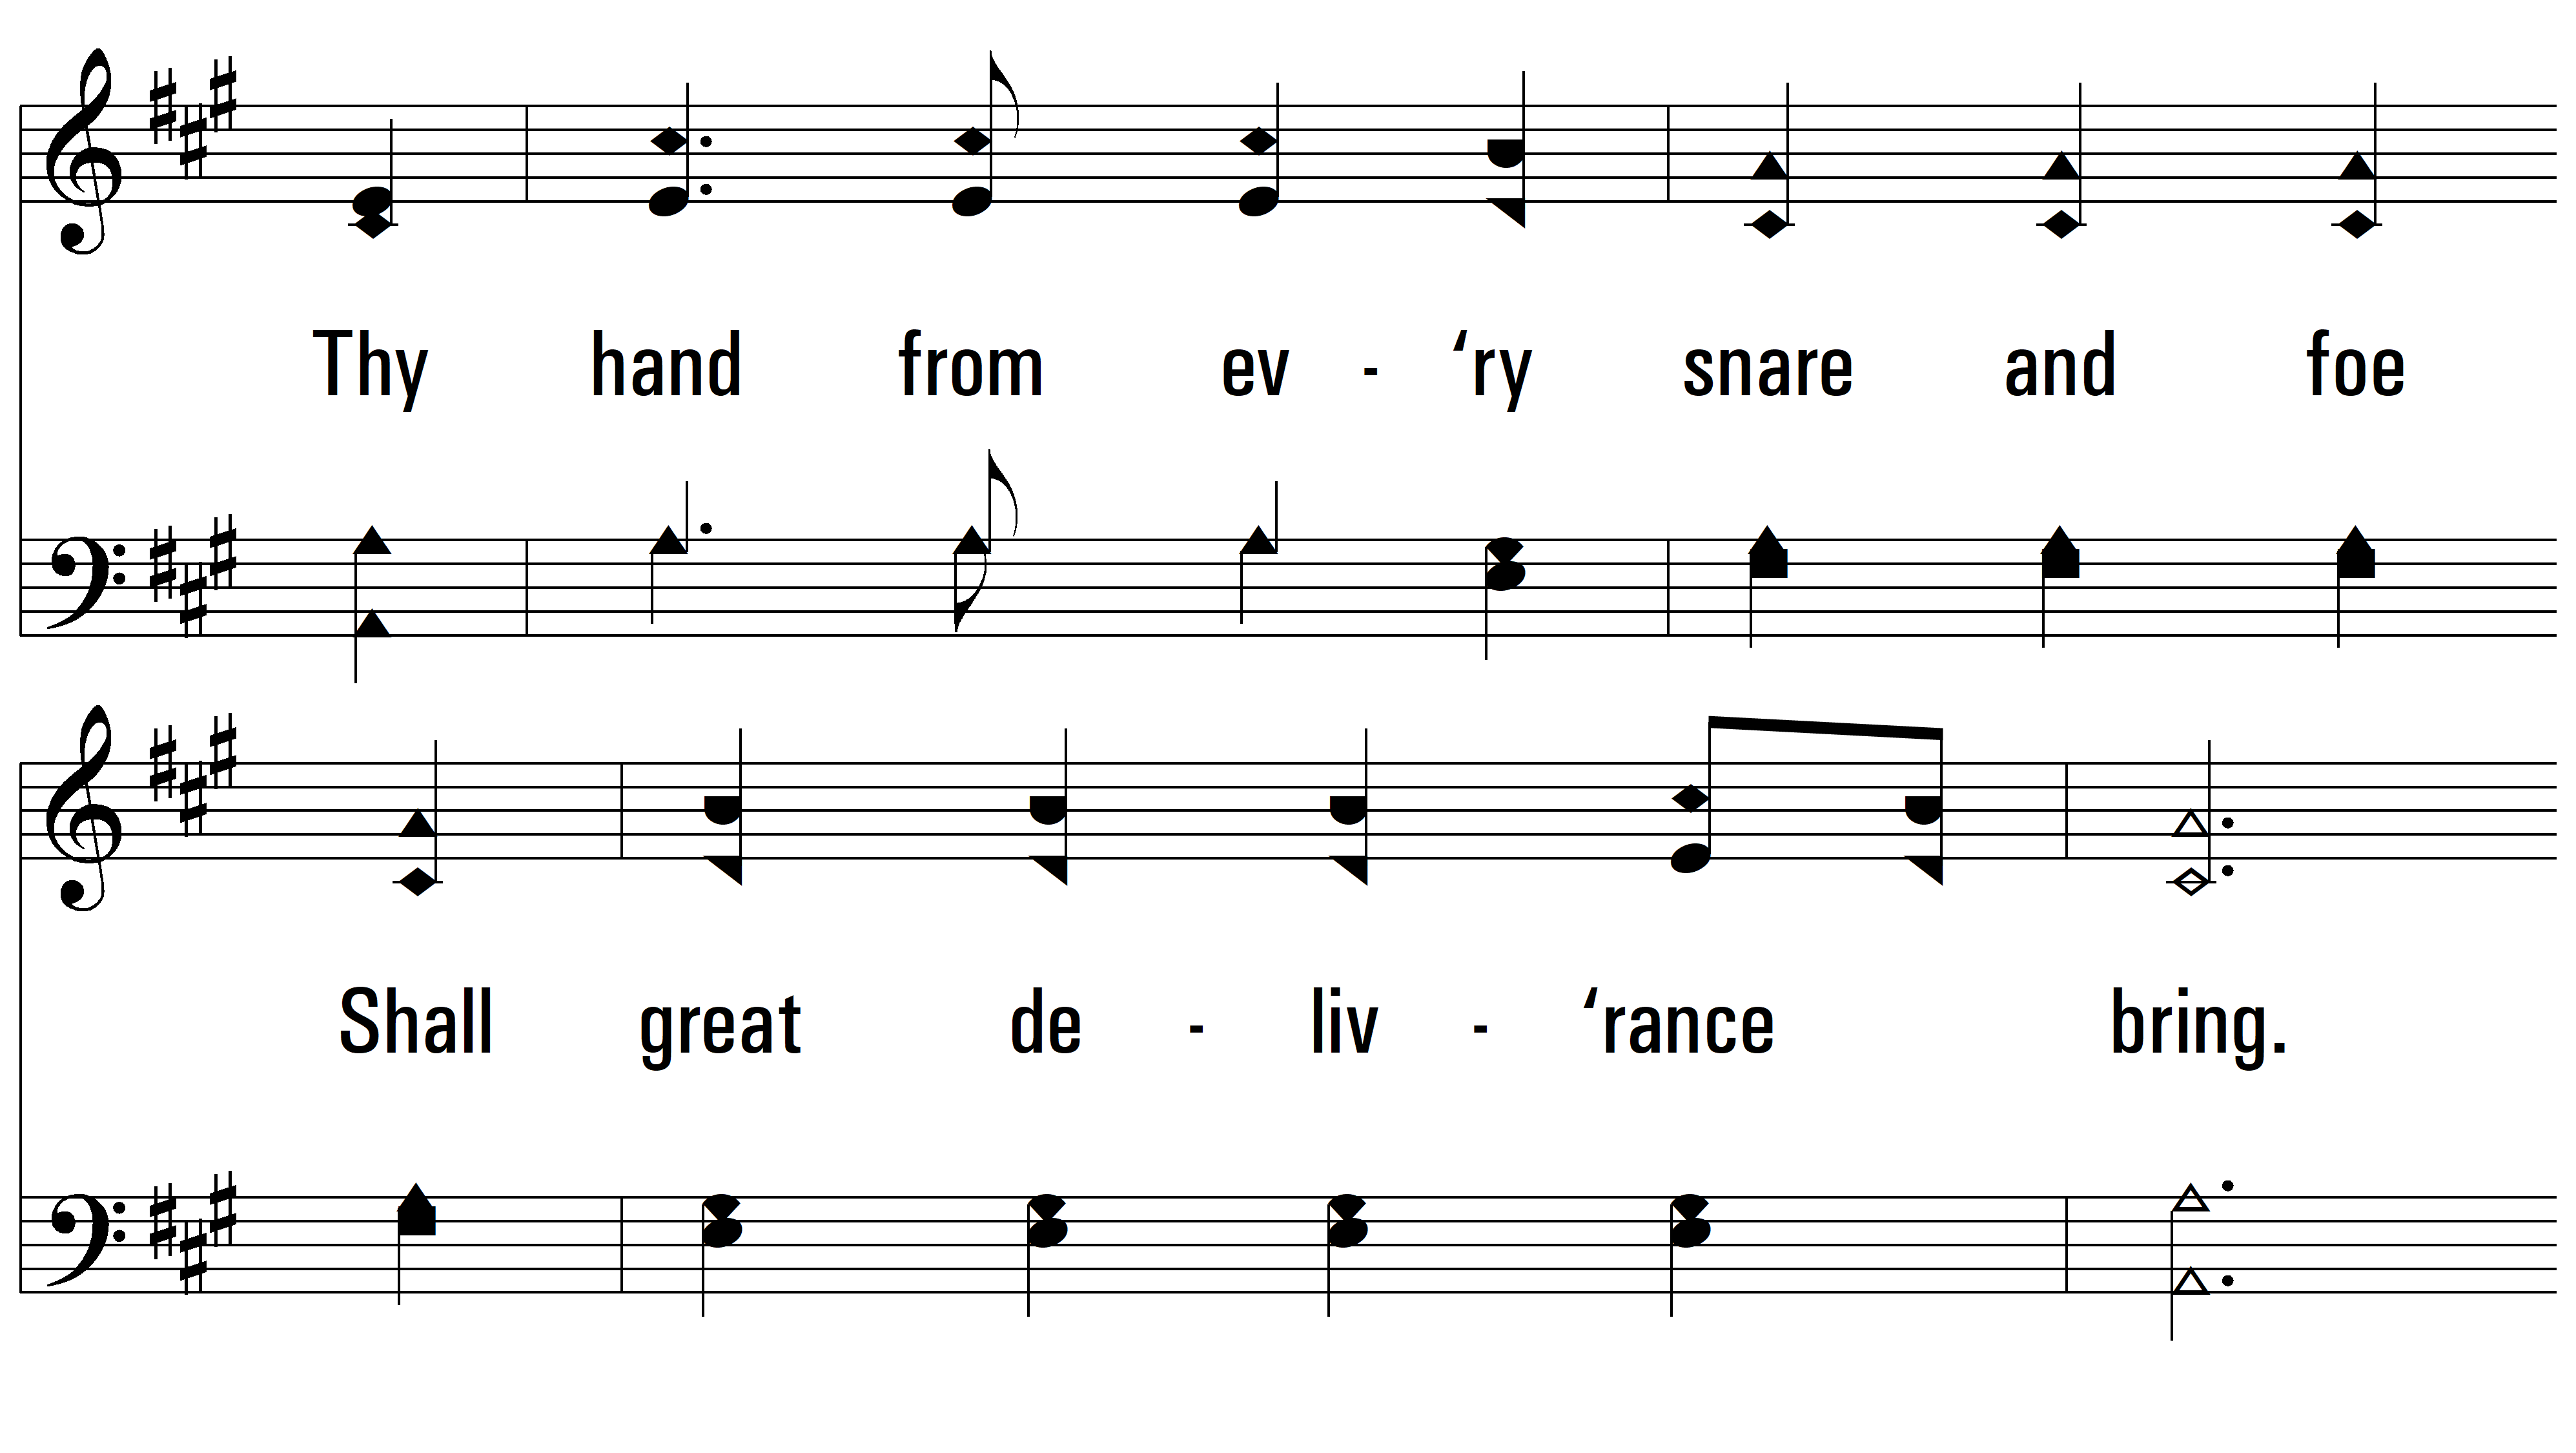 Thy hand from ev - ‘ry snare and foe
Shall great de - liv - ‘rance bring.